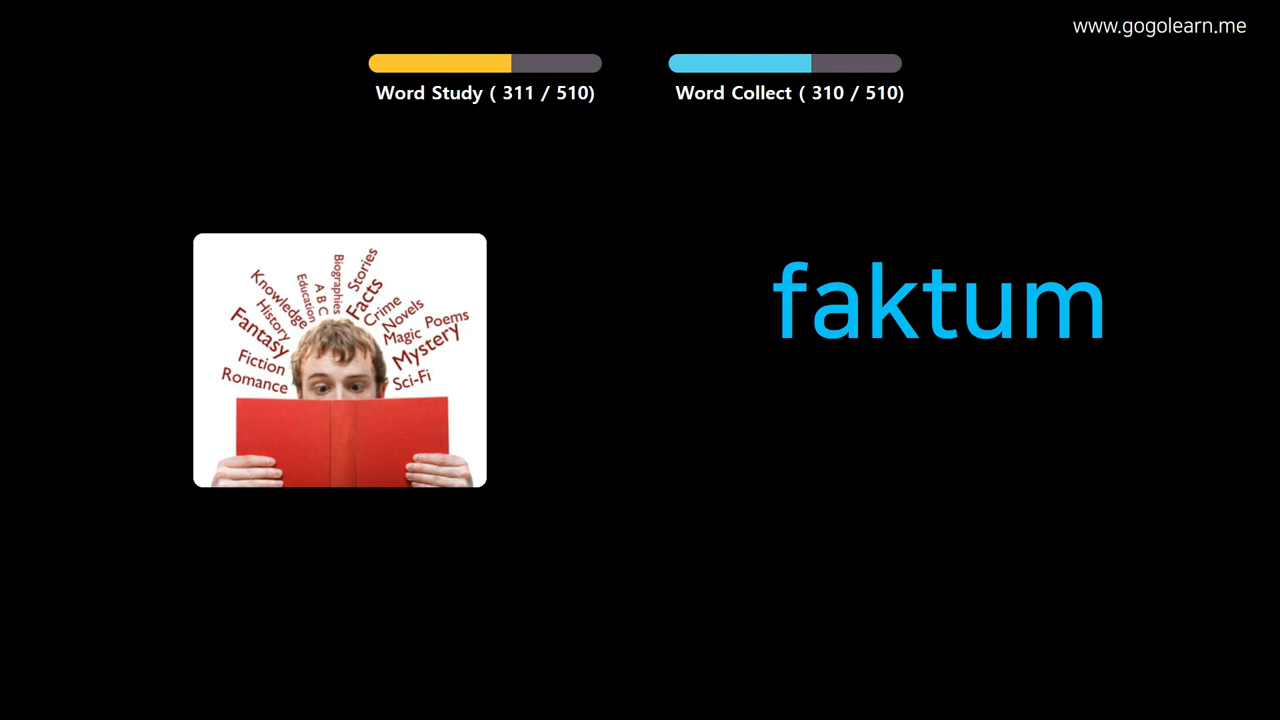 www.gogolearn.me
Word Study ( 311 / 510)
Word Collect ( 310 / 510)
faktum
Knowledge
History
Fantasy
Fiction
Romance
Education
A B C
Biographies
Stories
Facts
Crime
Novels
Magic
Poems
Mystery
Sci-Fi